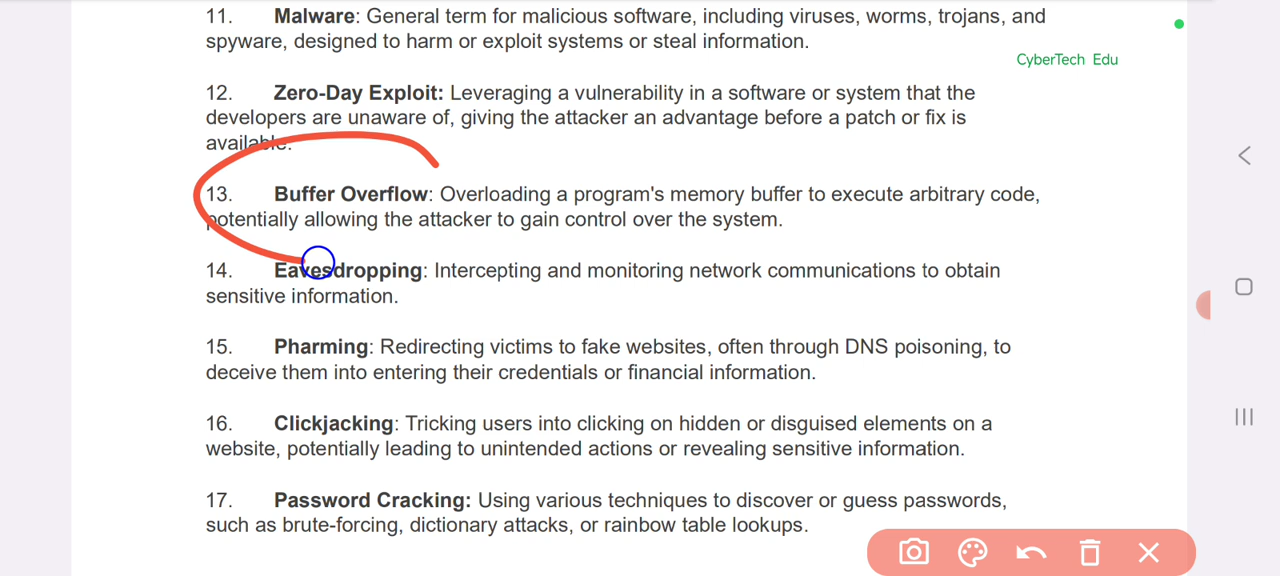 11. Malware: General term for malicious software, including viruses, worms, trojans, and
spyware, designed to harm or exploit systems or steal information.
CyberTech Edu
12. Zero-Day Exploit: Leveraging a vulnerability in a software or system that the
developers are unaware of, giving the attacker an advantage before a patch or fix is
available.
13. Buffer Overflow: Overloading a program's memory buffer to execute arbitrary code,
potentially allowing the attacker to gain control over the system.
14. Eavesdropping: Intercepting and monitoring network communications to obtain
sensitive information.
15. Pharming: Redirecting victims to fake websites, often through DNS poisoning, to
deceive them into entering their credentials or financial information.
16. Clickjacking: Tricking users into clicking on hidden or disguised elements on a
website, potentially leading to unintended actions or revealing sensitive information.
17. Password Cracking: Using various techniques to discover or guess passwords,
such as brute-forcing, dictionary attacks, or rainbow table lookups.